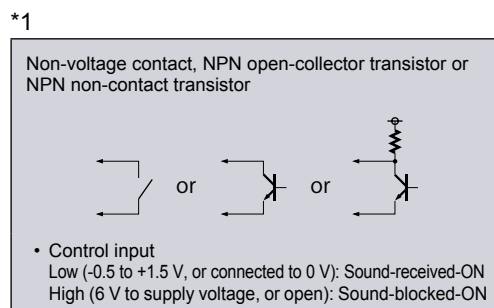 *1
Non-voltage contact, NPN open-collector transistor or
NPN non-contact transistor
or or
• Control input
Low (-0.5 to +1.5 V, or connected to 0 V): Sound-received-ON
High (6 V to supply voltage, or open): Sound-blocked-ON